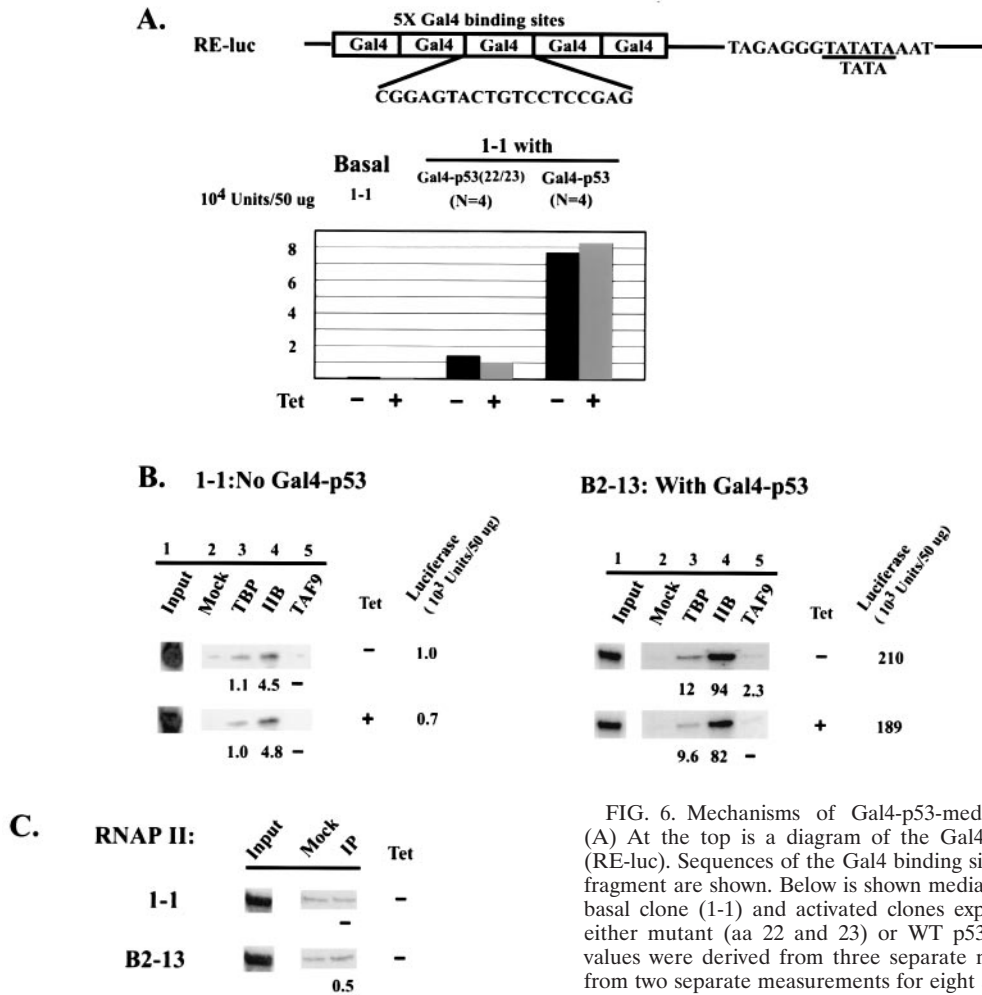 A.
5X Gal4 binding sites
RE-luc
Gal4 Gal4 Gal4 Gal4 Gal4
TAGAGGGTATATAAAT
TATA
CGGAGTACTGTCCTCCGAG
1-1 with
Basal
Gal4-p53(22/23) Gal4-p53
10⁴ Units/50 ug 1-1 (N=4) (N=4)
8
6
4
2
Tet − + − + − +
B. 1-1:No Gal4-p53
1 2 3 4 5
Input Mock TBP IIB TAF9 Tet Luciferase (10³ Units/50 ug)
− 1.0
1.1 4.5 −
+ 0.7
1.0 4.8 −
B2-13: With Gal4-p53
1 2 3 4 5
Input Mock TBP IIB TAF9 Tet Luciferase (10³ Units/50 ug)
− 210
12 94 2.3
+ 189
9.6 82 −
C. RNAP II: Input Mock IP Tet
1-1 −
−
B2-13 −
0.5
FIG. 6. Mechanisms of Gal4-p53-med
(A) At the top is a diagram of the Gal4
(RE-luc). Sequences of the Gal4 binding si
fragment are shown. Below is shown media
basal clone (1-1) and activated clones exp
either mutant (aa 22 and 23) or WT p53
values were derived from three separate m
from two separate measurements for eight